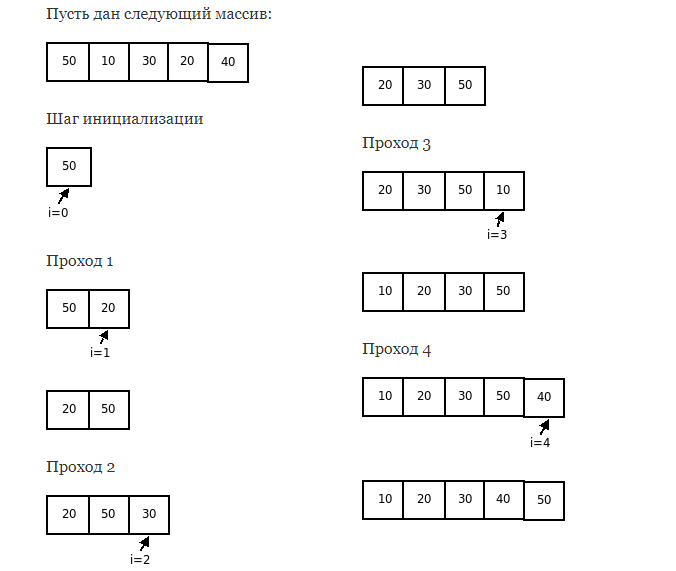 Пусть дан следующий массив:
50 10 30 20 40
Шаг инициализации
50
i=0
Проход 1
50 20
i=1
20 50
Проход 2
20 50 30
i=2
20 30 50
Проход 3
20 30 50 10
i=3
10 20 30 50
Проход 4
10 20 30 50 40
i=4
10 20 30 40 50